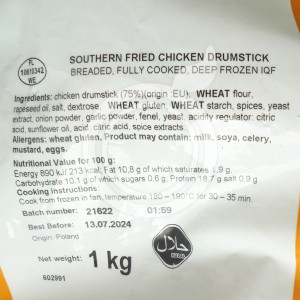 PL
10613342
WE
SOUTHERN FRIED CHICKEN DRUMSTICK
BREADED, FULLY COOKED, DEEP FROZEN IQF
Ingredients: chicken drumstick (75%)(origin :EU), WHEAT flour,
rapeseed oil, salt, dextrose, WHEAT gluten, WHEAT starch, spices, yeast
extract, onion powder, garlic powder, fenel, yeast, acidifity regulator: citric
acid, sunflower oil, acid: citric acid, spice extracts.
Allergens: wheat gluten, Product may contain: milk, soya, celery,
mustard, eggs.
Nutritional Value for 100 g:
Energy 890 kJ/ 213 kcal, Fat 10,8 g of which saturates 1,9 g,
Carbohydrate 10,1 g which sugars 0,6 g, Protein 18,7 g salt 0,9 g
Cooking instructions:
Cook from frozen in fan, temperature 180 – 190°C for 30 – 35 min.
Batch number: 21622 01:59
Best Before: 13.07.2024
Origin: Poland
Net weight: 1 kg
حلال
602991